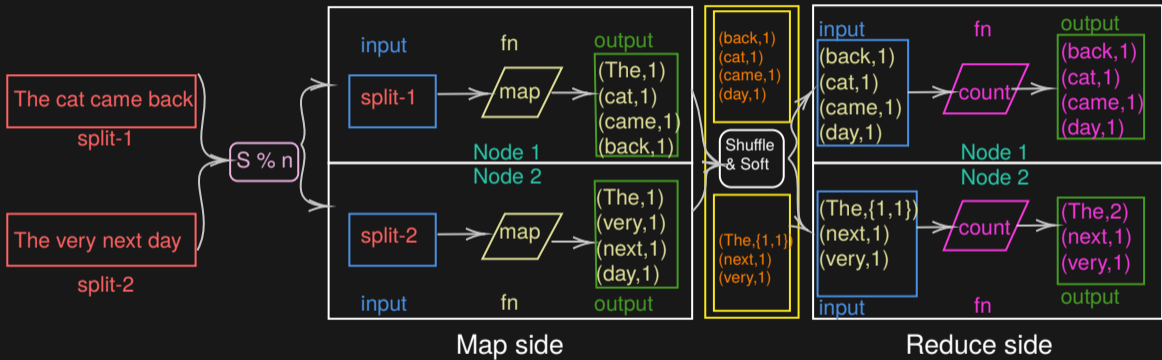 The cat came back
split-1
The very next day
split-2
S % n
input
fn
output
split-1
map
(The,1)
(cat,1)
(came,1)
(back,1)
Node 1
Node 2
split-2
map
(The,1)
(very,1)
(next,1)
(day,1)
input
fn
output
Map side
(back,1)
(cat,1)
(came,1)
(day,1)
Shuffle
& Soft
(The,{1,1})
(next,1)
(very,1)
input
fn
output
(back,1)
(cat,1)
(came,1)
(day,1)
count
(back,1)
(cat,1)
(came,1)
(day,1)
Node 1
Node 2
(The,{1,1})
(next,1)
(very,1)
count
(The,2)
(next,1)
(very,1)
input
fn
output
Reduce side